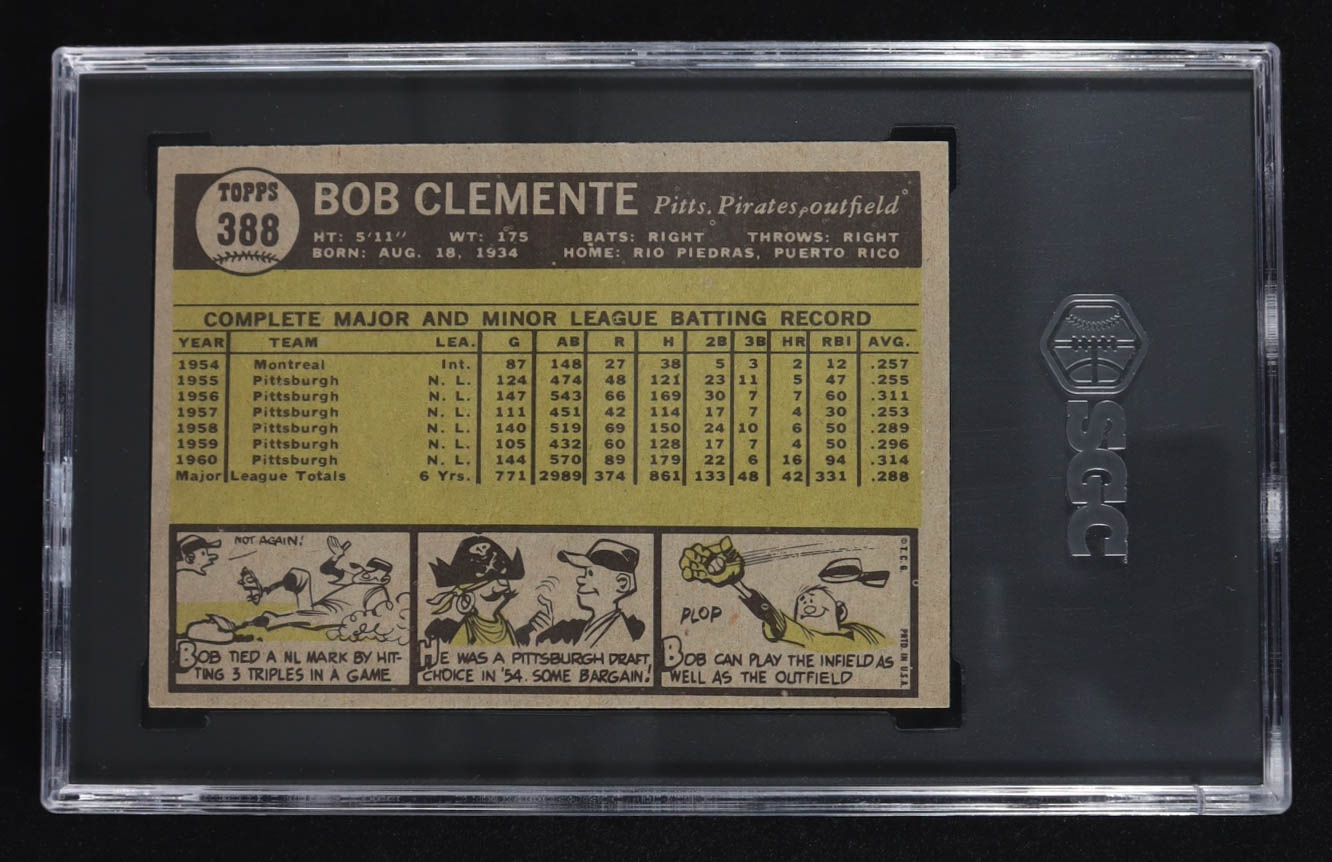 TOPPS
388
BOB CLEMENTE Pitts. Pirates, outfield
HT: 5'11" WT: 175 BATS: RIGHT THROWS: RIGHT
BORN: AUG. 18, 1934 HOME: RIO PIEDRAS, PUERTO RICO
COMPLETE MAJOR AND MINOR LEAGUE BATTING RECORD
YEAR TEAM LEA. G AB R H 2B 3B HR RBI AVG.
1954 Montreal Int. 87 148 27 38 5 3 2 12 .257
1955 Pittsburgh N. L. 124 474 48 121 23 11 5 47 .255
1956 Pittsburgh N. L. 147 543 66 169 30 7 7 60 .311
1957 Pittsburgh N. L. 111 451 42 114 17 7 4 30 .253
1958 Pittsburgh N. L. 140 519 69 150 24 10 6 50 .289
1959 Pittsburgh N. L. 105 432 60 128 17 7 4 50 .296
1960 Pittsburgh N. L. 144 570 89 179 22 6 16 94 .314
Major League Totals 6 Yrs. 771 2989 374 861 133 48 42 331 .288
NOT AGAIN!
BOB TIED A NL MARK BY HIT-
TING 3 TRIPLES IN A GAME
HE WAS A PITTSBURGH DRAFT
CHOICE IN '54. SOME BARGAIN!
PLOP
BOB CAN PLAY THE INFIELD AS
WELL AS THE OUTFIELD
© T.C.G.
PRTD. IN U.S.A.
SGC